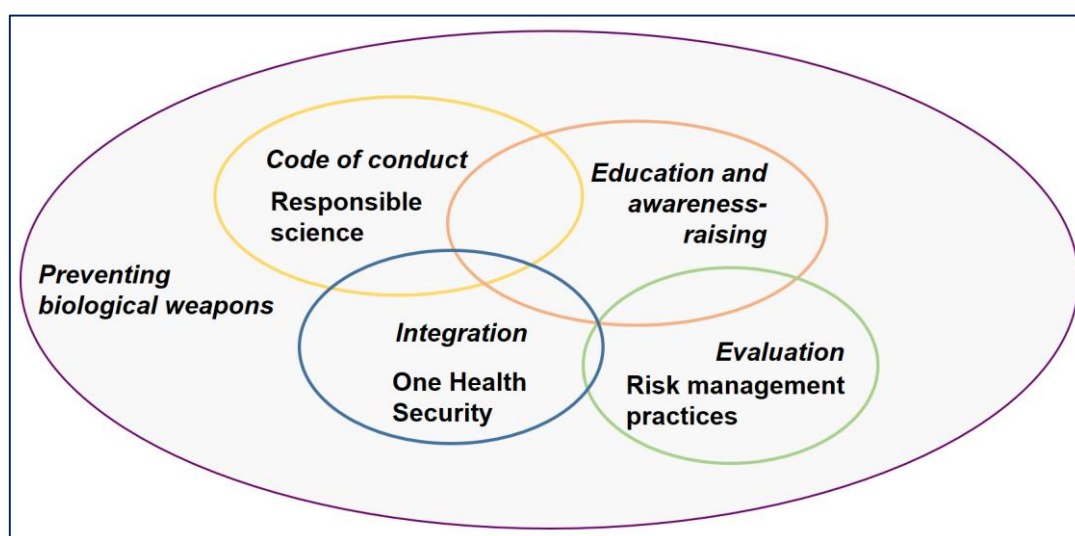 Code of conduct
Responsible
science
Education and
awareness-
raising
Preventing
biological weapons
Integration
One Health
Security
Evaluation
Risk management
practices